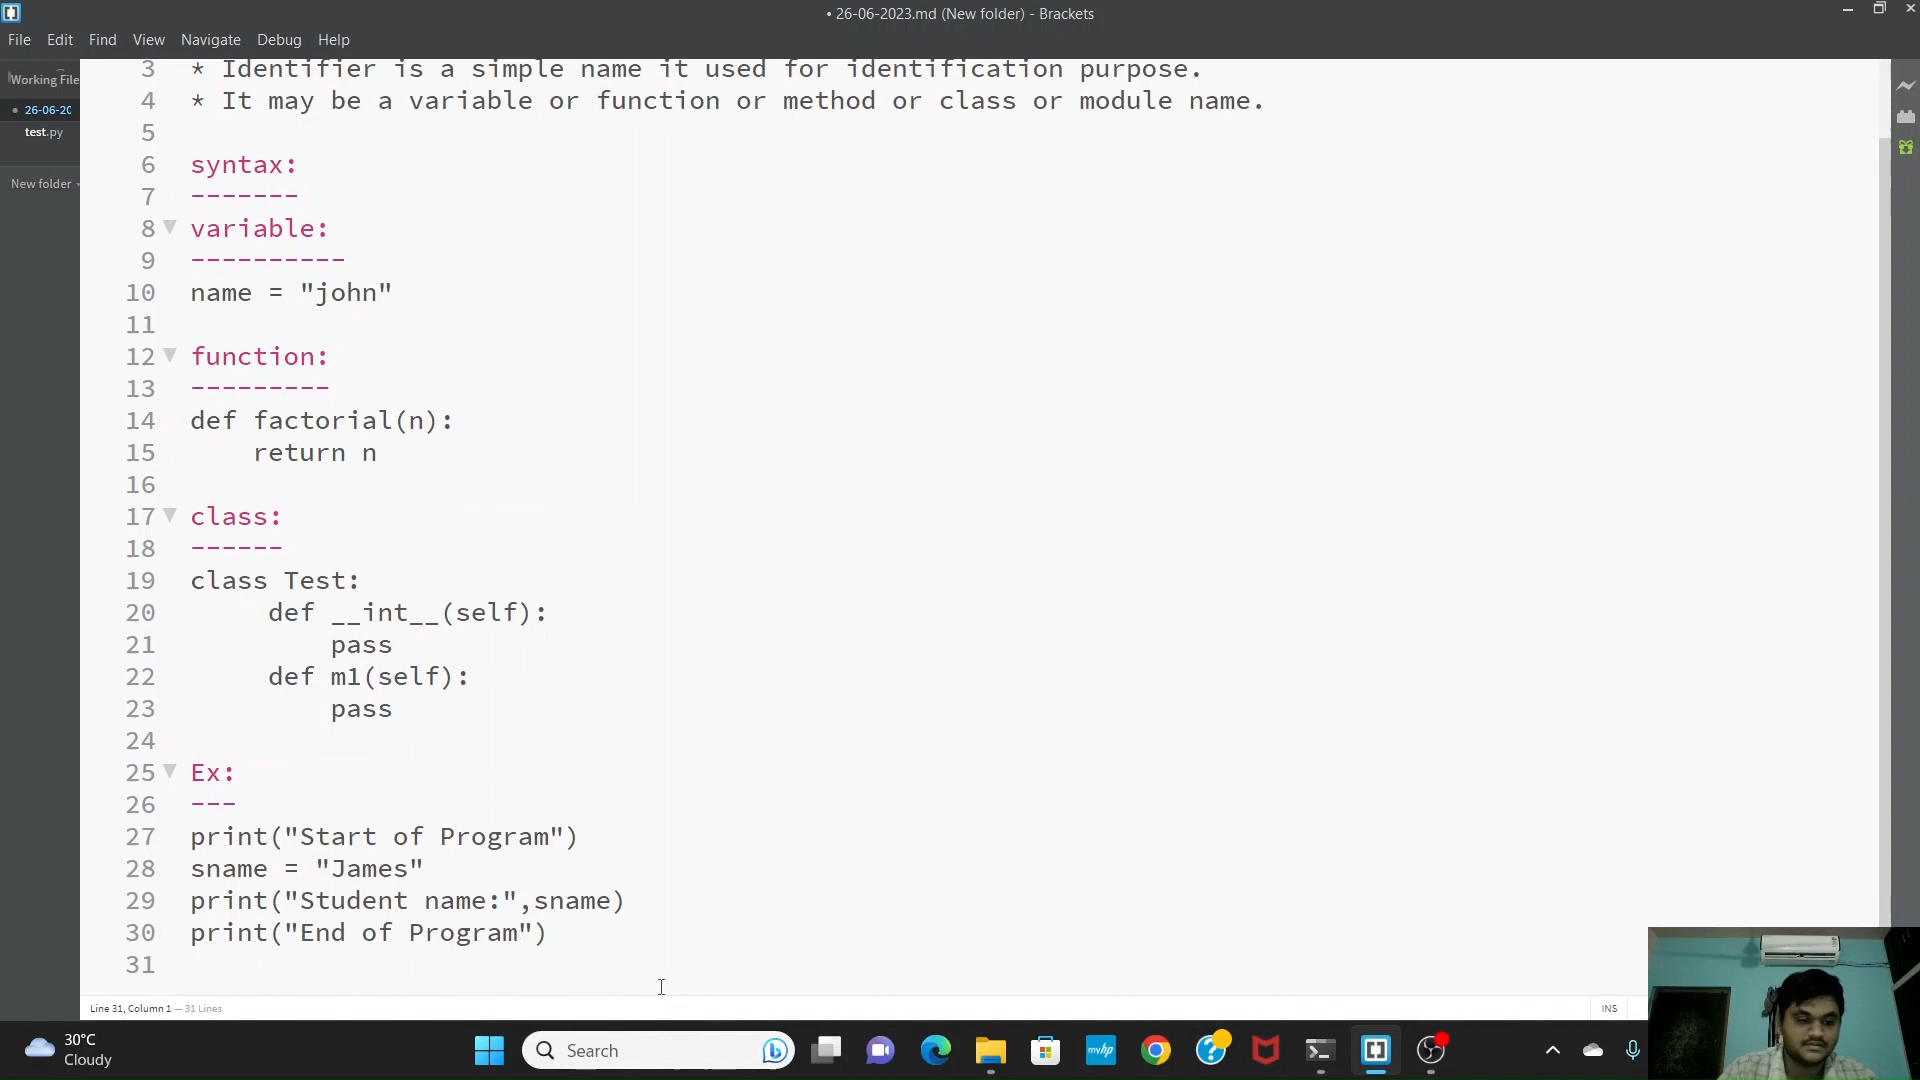 • 26-06-2023.md (New folder) - Brackets
File Edit Find View Navigate Debug Help
Working File
• 26-06-20
test.py
New folder
3 * Identifier is a simple name it used for identification purpose.
4 * It may be a variable or function or method or class or module name.
5
6 syntax:
7 -------
8 variable:
9 ----------
10 name = "john"
11
12 function:
13 ---------
14 def factorial(n):
15     return n
16
17 class:
18 ------
19 class Test:
20      def __int__(self):
21          pass
22      def m1(self):
23          pass
24
25 Ex:
26 ---
27 print("Start of Program")
28 sname = "James"
29 print("Student name:",sname)
30 print("End of Program")
31
Line 31, Column 1 — 31 Lines
INS
30°C
Cloudy
Search
myhp